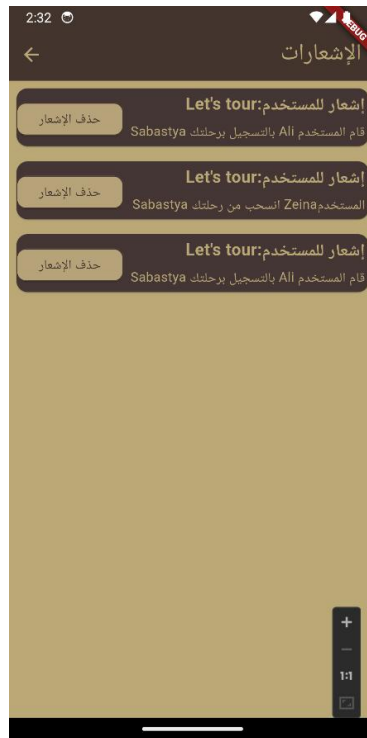 2:32
DEBUG
الإشعارات
إشعار للمستخدم:Let's tour
قام المستخدم Ali بالتسجيل برحلتك Sabastya
حذف الإشعار
إشعار للمستخدم:Let's tour
المستخدمZeina انسحب من رحلتك Sabastya
حذف الإشعار
إشعار للمستخدم:Let's tour
قام المستخدم Ali بالتسجيل برحلتك Sabastya
حذف الإشعار
1:1